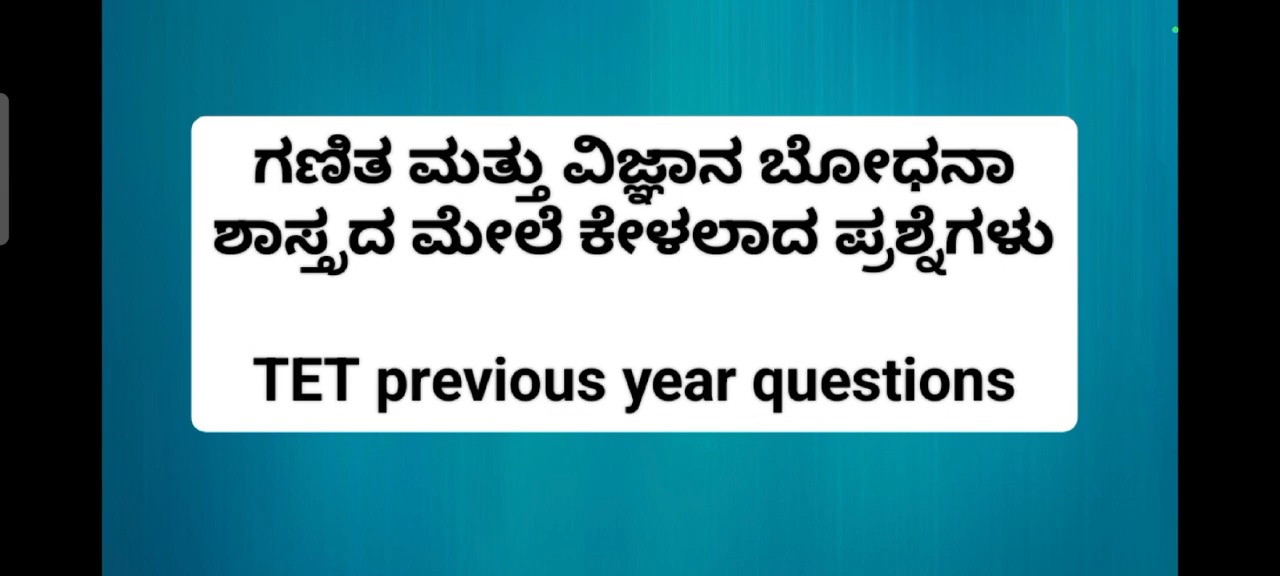 ಗಣಿತ ಮತ್ತು ವಿಜ್ಞಾನ ಬೋಧನಾ
ಶಾಸ್ತ್ರದ ಮೇಲೆ ಕೇಳಲಾದ ಪ್ರಶ್ನೆಗಳು
TET previous year questions